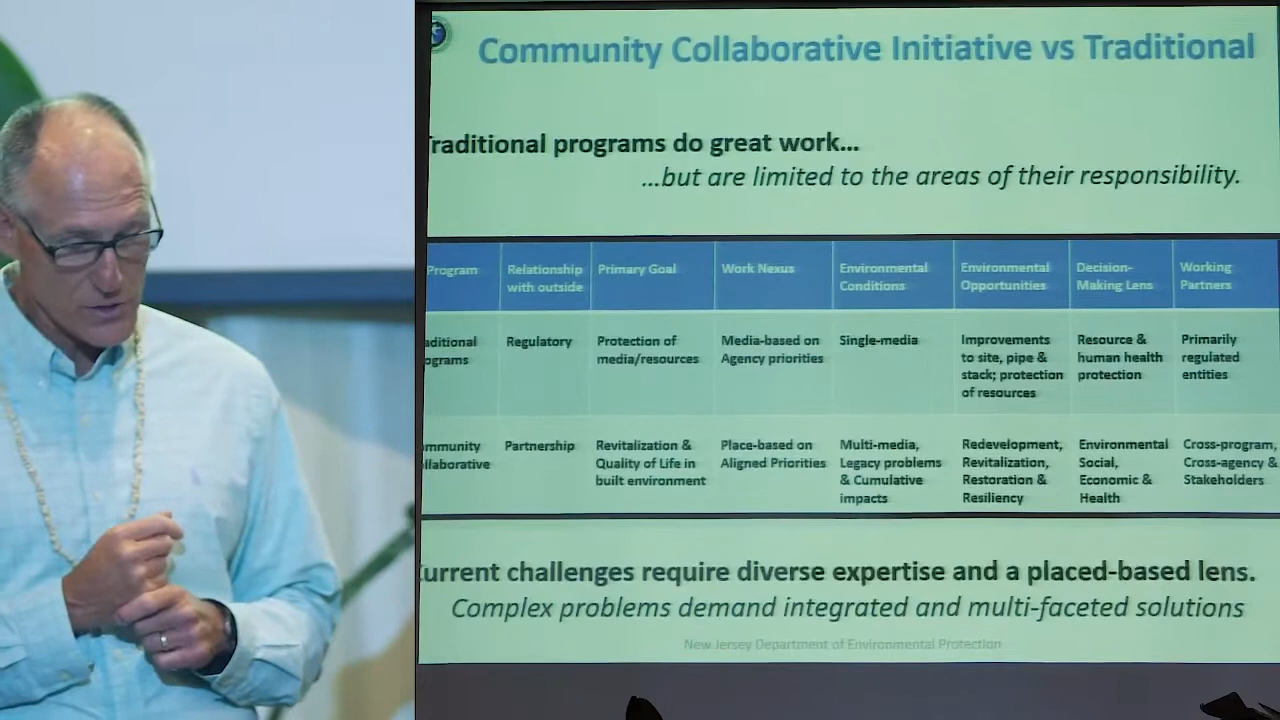 Community Collaborative Initiative vs Traditional
Traditional programs do great work...
...but are limited to the areas of their responsibility.
Program
Relationship
with outside
Primary Goal
Work Nexus
Environmental
Conditions
Environmental
Opportunities
Decision-
Making Lens
Working
Partners
aditional
ograms
Regulatory
Protection of
media/resources
Media-based on
Agency priorities
Single-media
Improvements
to site, pipe &
stack; protection
of resources
Resource &
human health
protection
Primarily
regulated
entities
mmunity
llaborative
Partnership
Revitalization &
Quality of Life in
built environment
Place-based on
Aligned Priorities
Multi-media,
Legacy problems
& Cumulative
impacts
Redevelopment,
Revitalization,
Restoration &
Resiliency
Environmental
Social,
Economic &
Health
Cross-program,
Cross-agency &
Stakeholders
Current challenges require diverse expertise and a placed-based lens.
Complex problems demand integrated and multi-faceted solutions
New Jersey Department of Environmental Protection